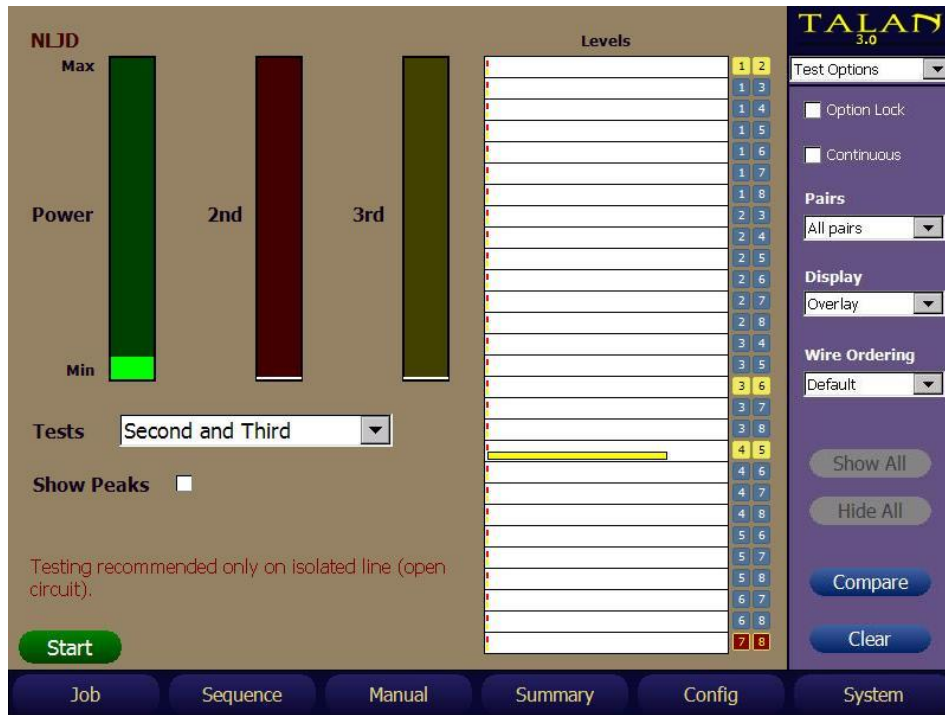 NLJD
Levels
TALAN
3.0
Max
Power
Min
2nd
3rd
1 2
1 3
1 4
1 5
1 6
1 7
1 8
2 3
2 4
2 5
2 6
2 7
2 8
3 4
3 5
3 6
3 7
3 8
4 5
4 6
4 7
4 8
5 6
5 7
5 8
6 7
6 8
7 8
Test Options
Option Lock
Continuous
Pairs
All pairs
Display
Overlay
Wire Ordering
Default
Show All
Hide All
Compare
Clear
Tests Second and Third
Show Peaks
Testing recommended only on isolated line (open
circuit).
Start
Job Sequence Manual Summary Config System